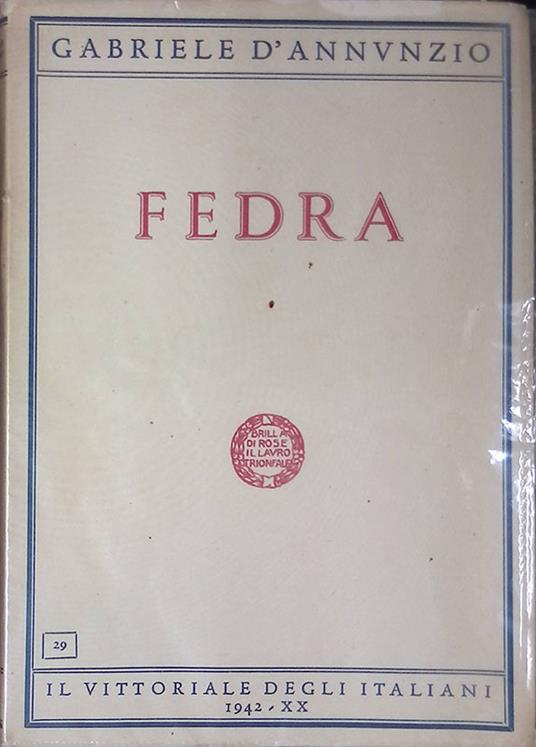 GABRIELE D'ANNVNZIO
FEDRA
BRILLA
DI ROSE
IL LAVRO
TRIONFALE
29
IL VITTORIALE DEGLI ITALIANI
1942 - XX